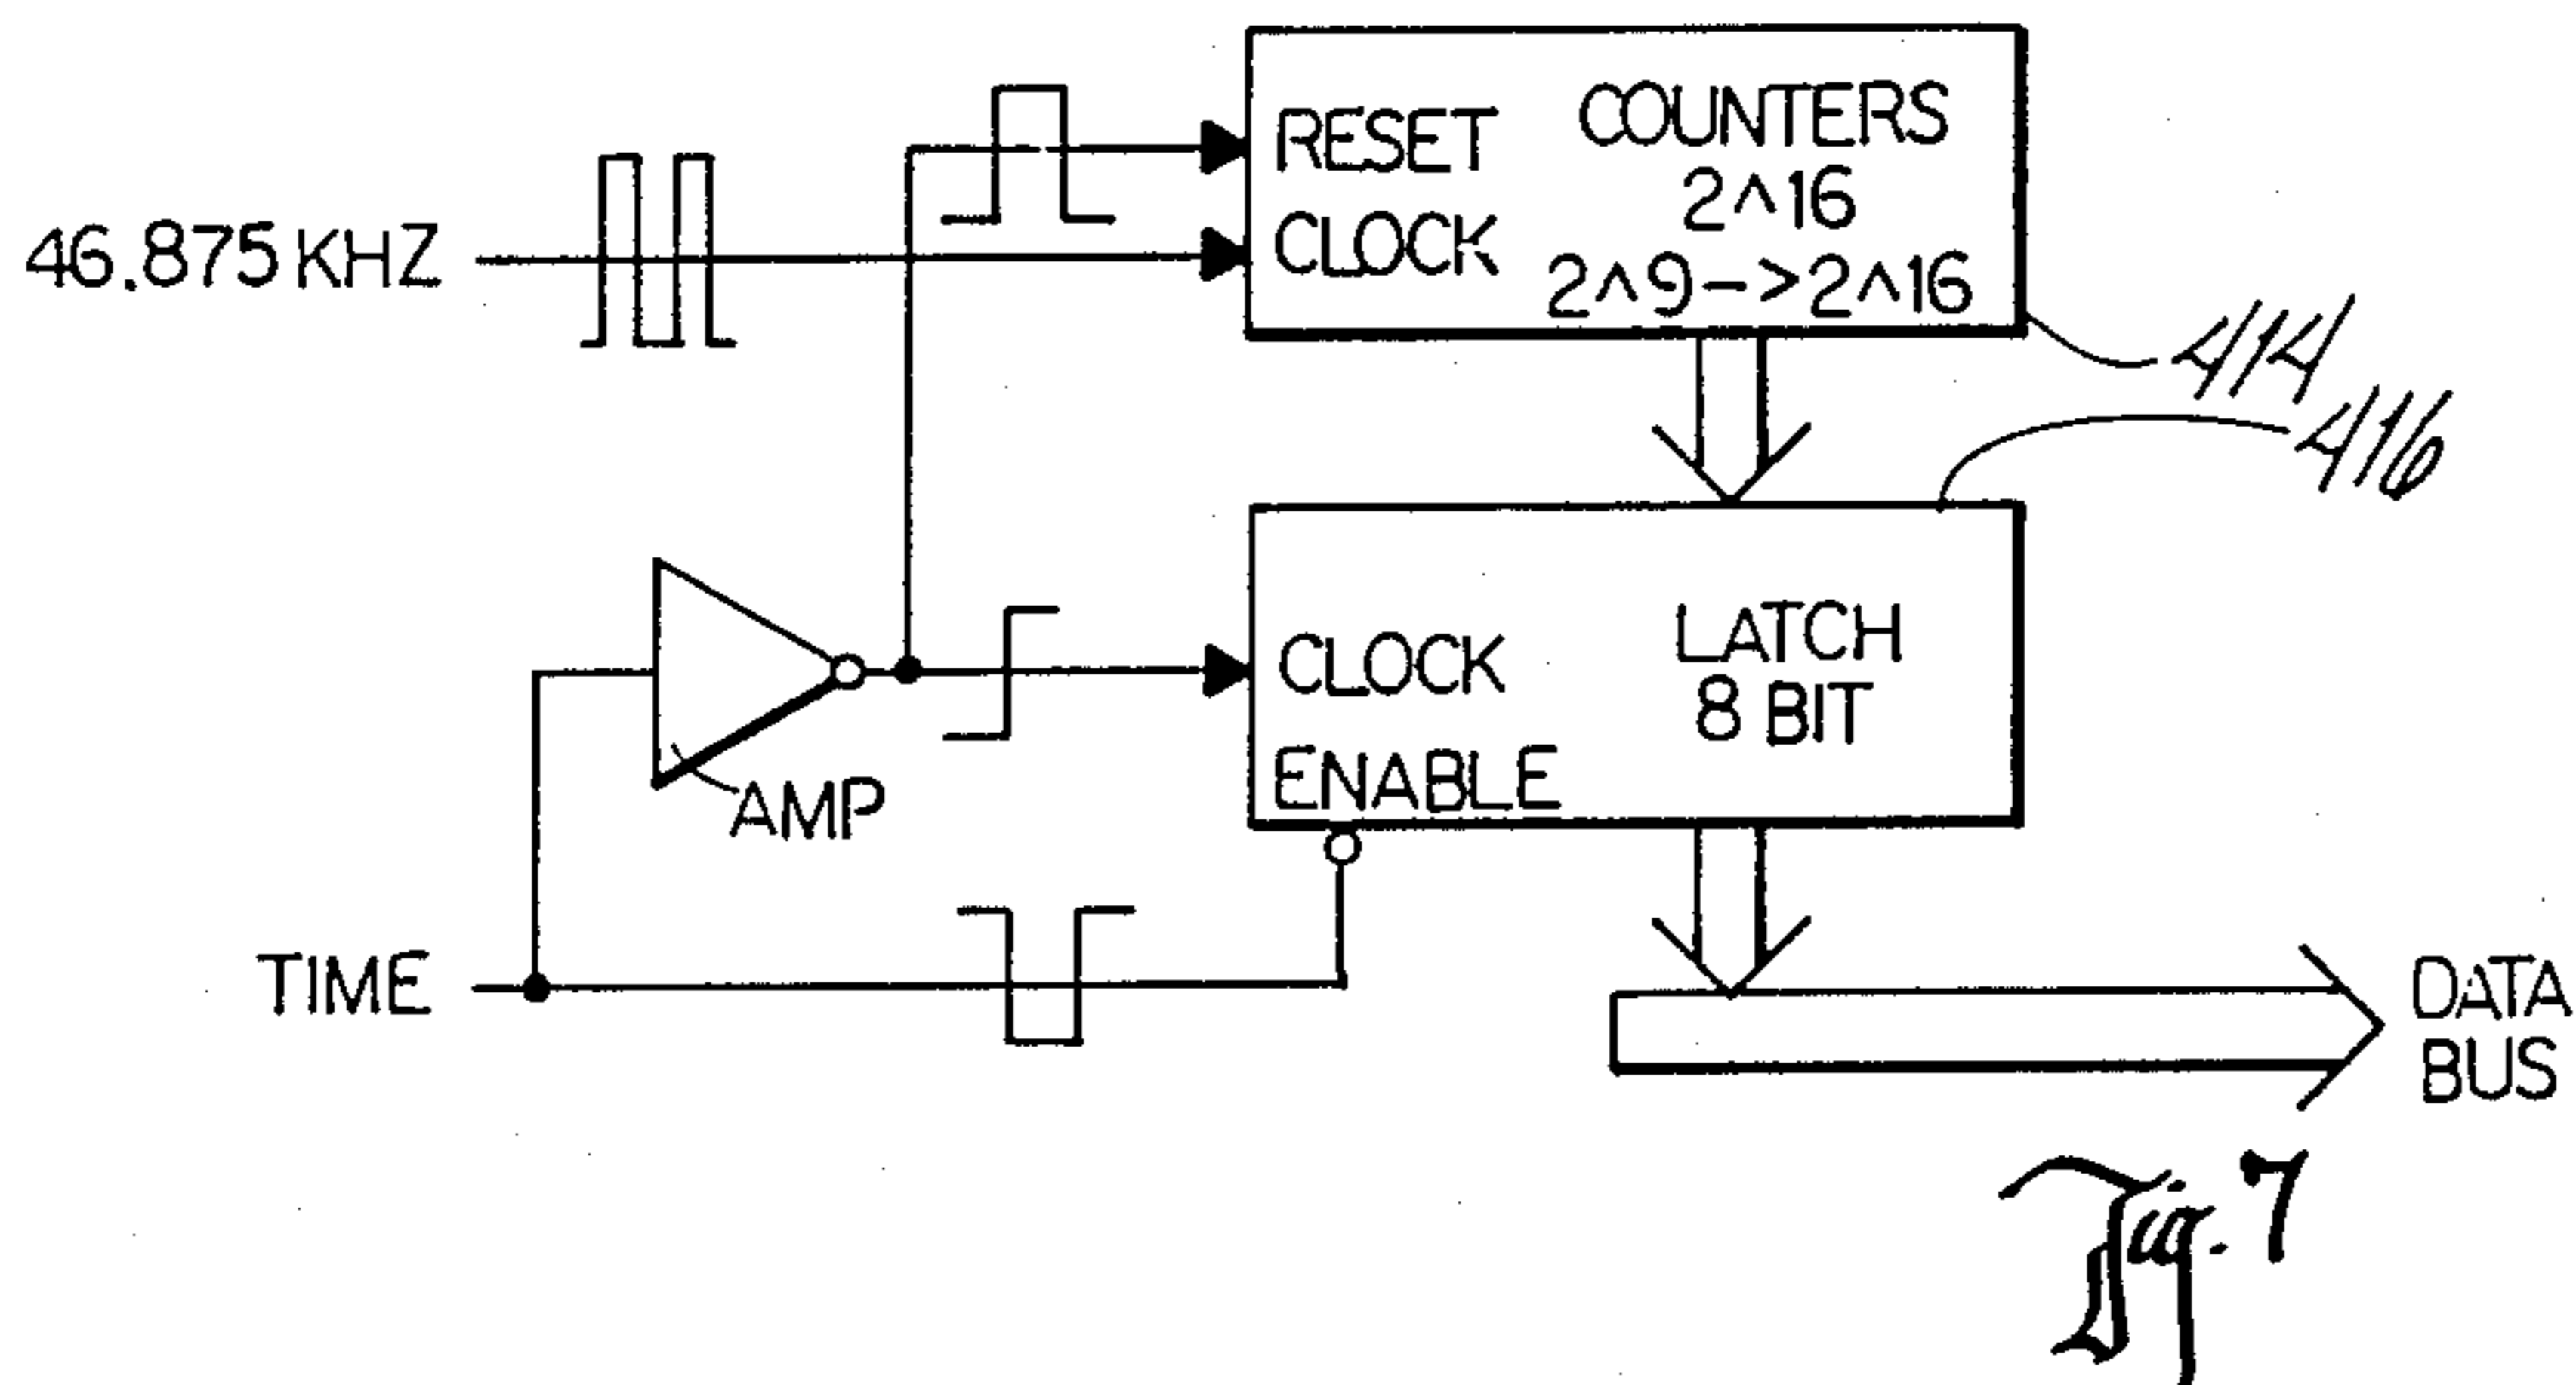 RESET
CLOCK
COUNTERS
2^16
2^9->2^16
46.875 KHZ
414
416
CLOCK
LATCH
8 BIT
ENABLE
AMP
TIME
DATA
BUS
Fig. 7